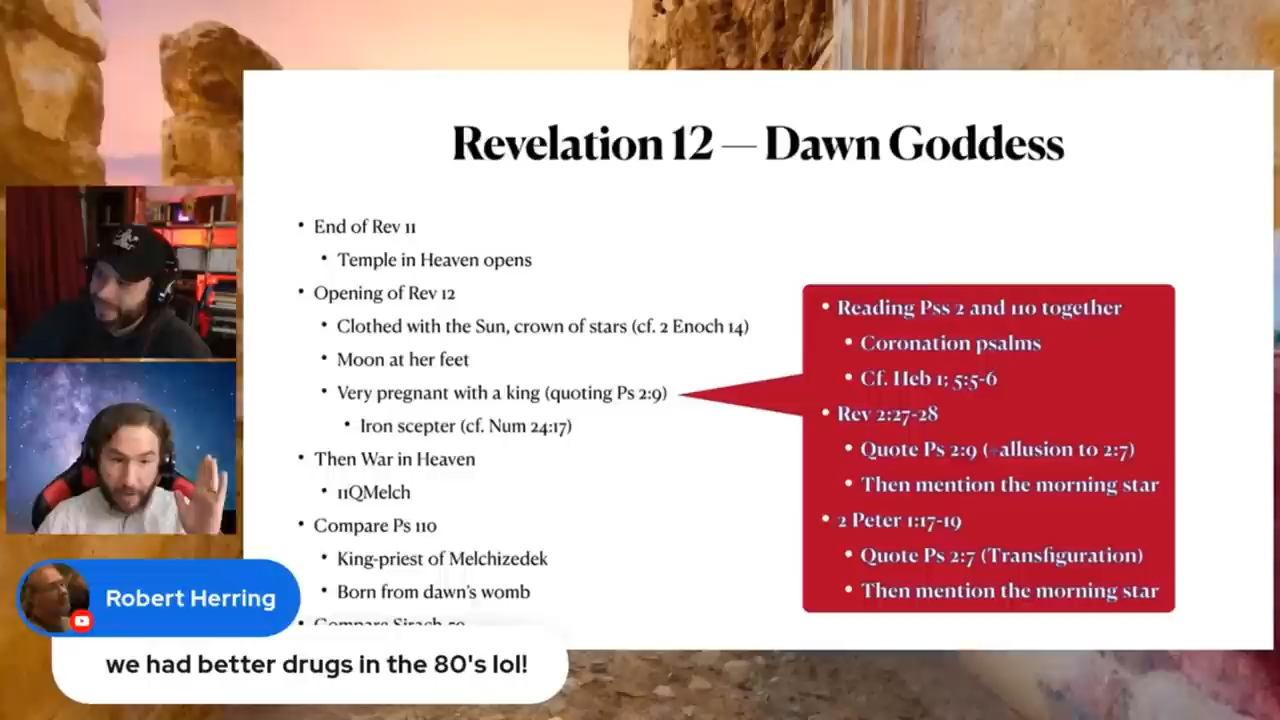 Revelation 12 — Dawn Goddess
• End of Rev 11
• Temple in Heaven opens
• Opening of Rev 12
• Clothed with the Sun, crown of stars (cf. 2 Enoch 14)
• Moon at her feet
• Very pregnant with a king (quoting Ps 2:9)
• Iron scepter (cf. Num 24:17)
• Then War in Heaven
• 11QMelch
• Compare Ps 110
• King-priest of Melchizedek
• Born from dawn's womb
• Compare Sirach 50
• Reading Pss 2 and 110 together
• Coronation psalms
• Cf. Heb 1; 5:5-6
• Rev 2:27-28
• Quote Ps 2:9 (+allusion to 2:7)
• Then mention the morning star
• 2 Peter 1:17-19
• Quote Ps 2:7 (Transfiguration)
• Then mention the morning star
Robert Herring
we had better drugs in the 80's lol!